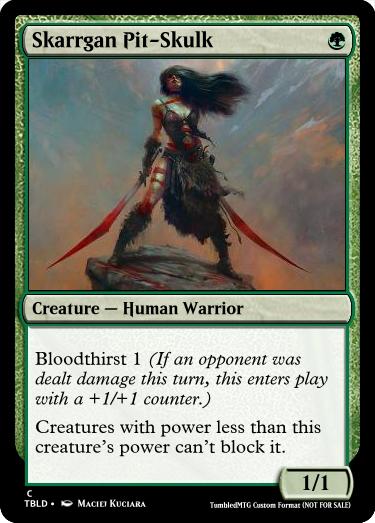 Skarrgan Pit-Skulk
Creature — Human Warrior
Bloodthirst 1 (If an opponent was
dealt damage this turn, this enters play
with a +1/+1 counter.)
Creatures with power less than this
creature's power can't block it.
1/1
C
TBLD • Maciej Kuciara
TumbledMTG Custom Format (NOT FOR SALE)